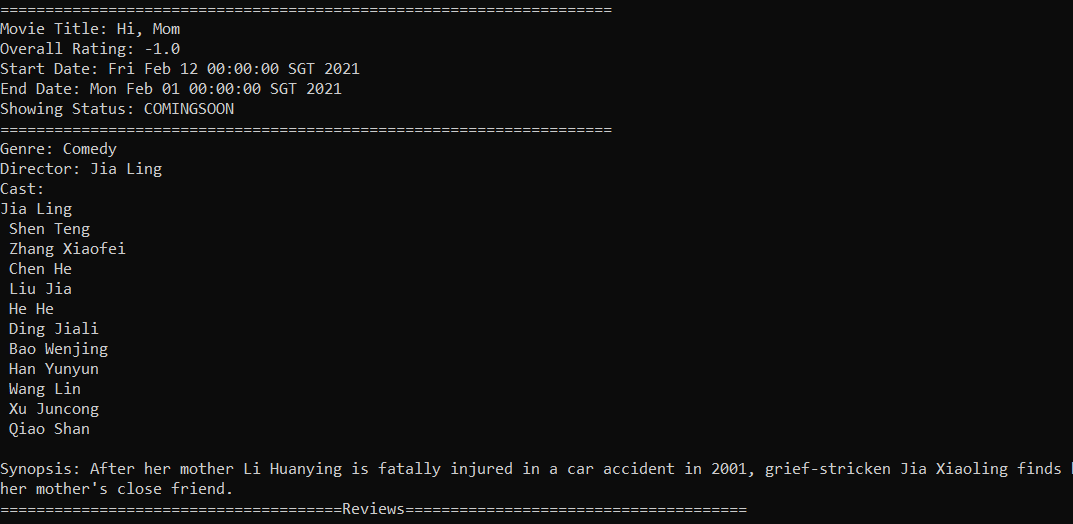 ====================================================================
Movie Title: Hi, Mom
Overall Rating: -1.0
Start Date: Fri Feb 12 00:00:00 SGT 2021
End Date: Mon Feb 01 00:00:00 SGT 2021
Showing Status: COMINGSOON
====================================================================
Genre: Comedy
Director: Jia Ling
Cast:
Jia Ling
 Shen Teng
 Zhang Xiaofei
 Chen He
 Liu Jia
 He He
 Ding Jiali
 Bao Wenjing
 Han Yunyun
 Wang Lin
 Xu Juncong
 Qiao Shan
Synopsis: After her mother Li Huanying is fatally injured in a car accident in 2001, grief-stricken Jia Xiaoling finds
her mother's close friend.
======================================Reviews======================================